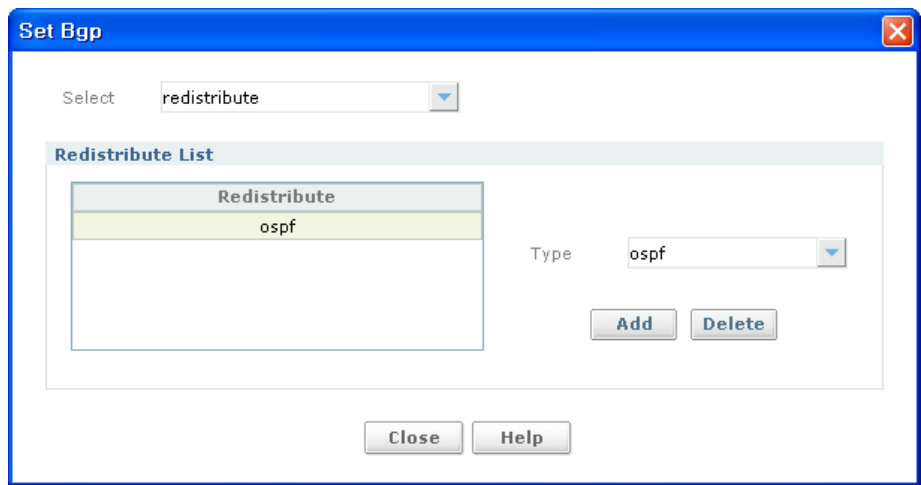 Set Bgp
Select redistribute
Redistribute List
Redistribute
ospf
Type ospf
Add Delete
Close Help